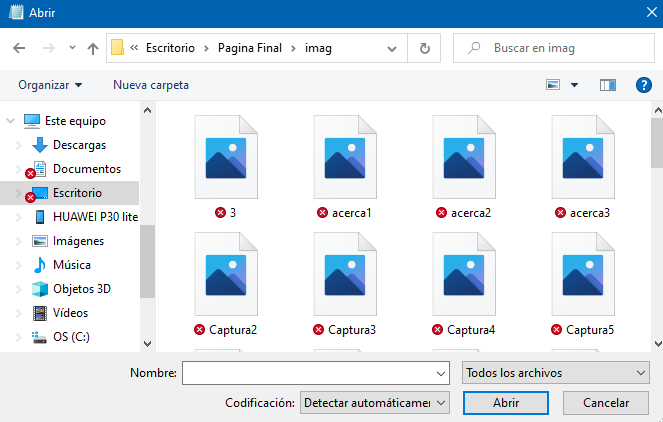 Abrir
« Escritorio > Pagina Final > imag
Buscar en imag
Organizar
Nueva carpeta
Este equipo
Descargas
Documentos
Escritorio
HUAWEI P30 lite
Imágenes
Música
Objetos 3D
Vídeos
OS (C:)
3
acerca1
acerca2
acerca3
Captura2
Captura3
Captura4
Captura5
Nombre:
Todos los archivos
Codificación:
Detectar automáticamer
Abrir
Cancelar